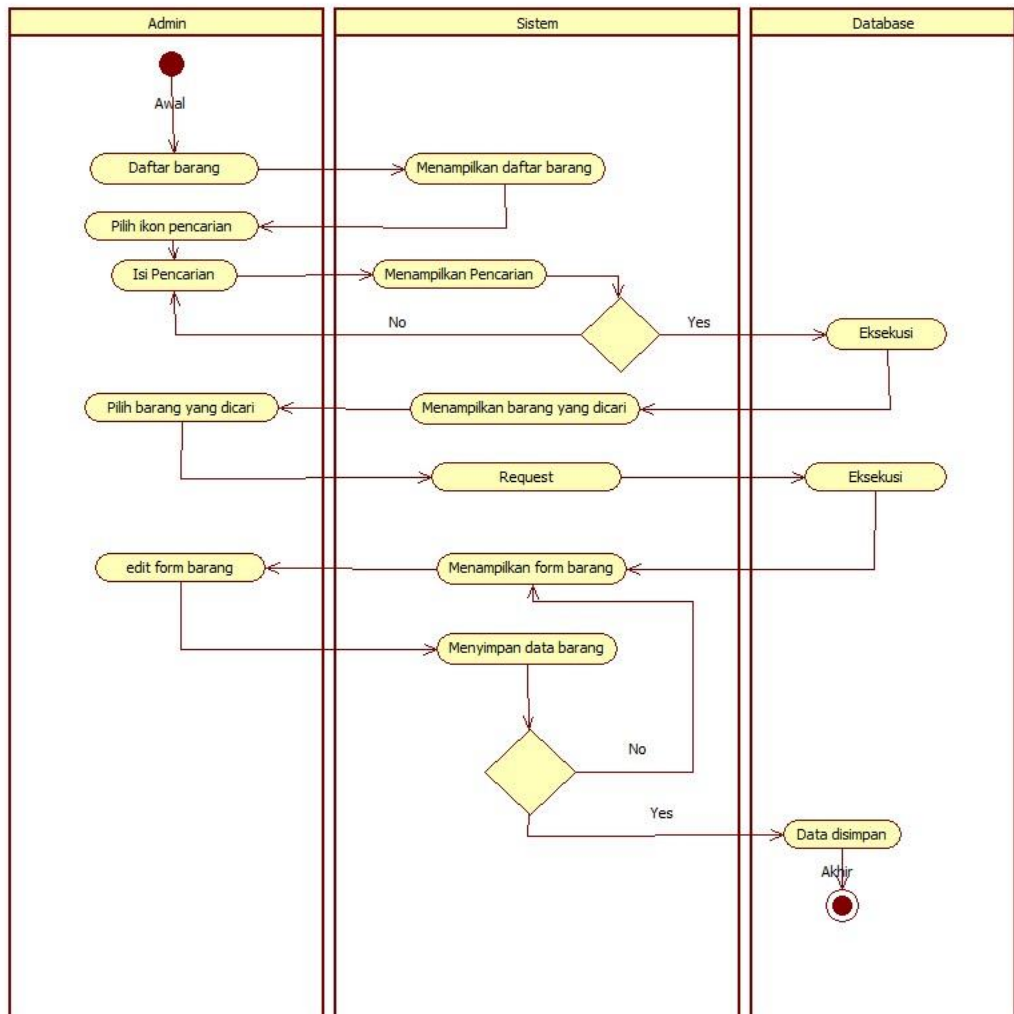 Admin
Sistem
Database
Awal
Daftar barang
Menampilkan daftar barang
Pilih ikon pencarian
Isi Pencarian
Menampilkan Pencarian
No
Yes
Eksekusi
Pilih barang yang dicari
Menampilkan barang yang dicari
Request
Eksekusi
edit form barang
Menampilkan form barang
Menyimpan data barang
No
Yes
Data disimpan
Akhir